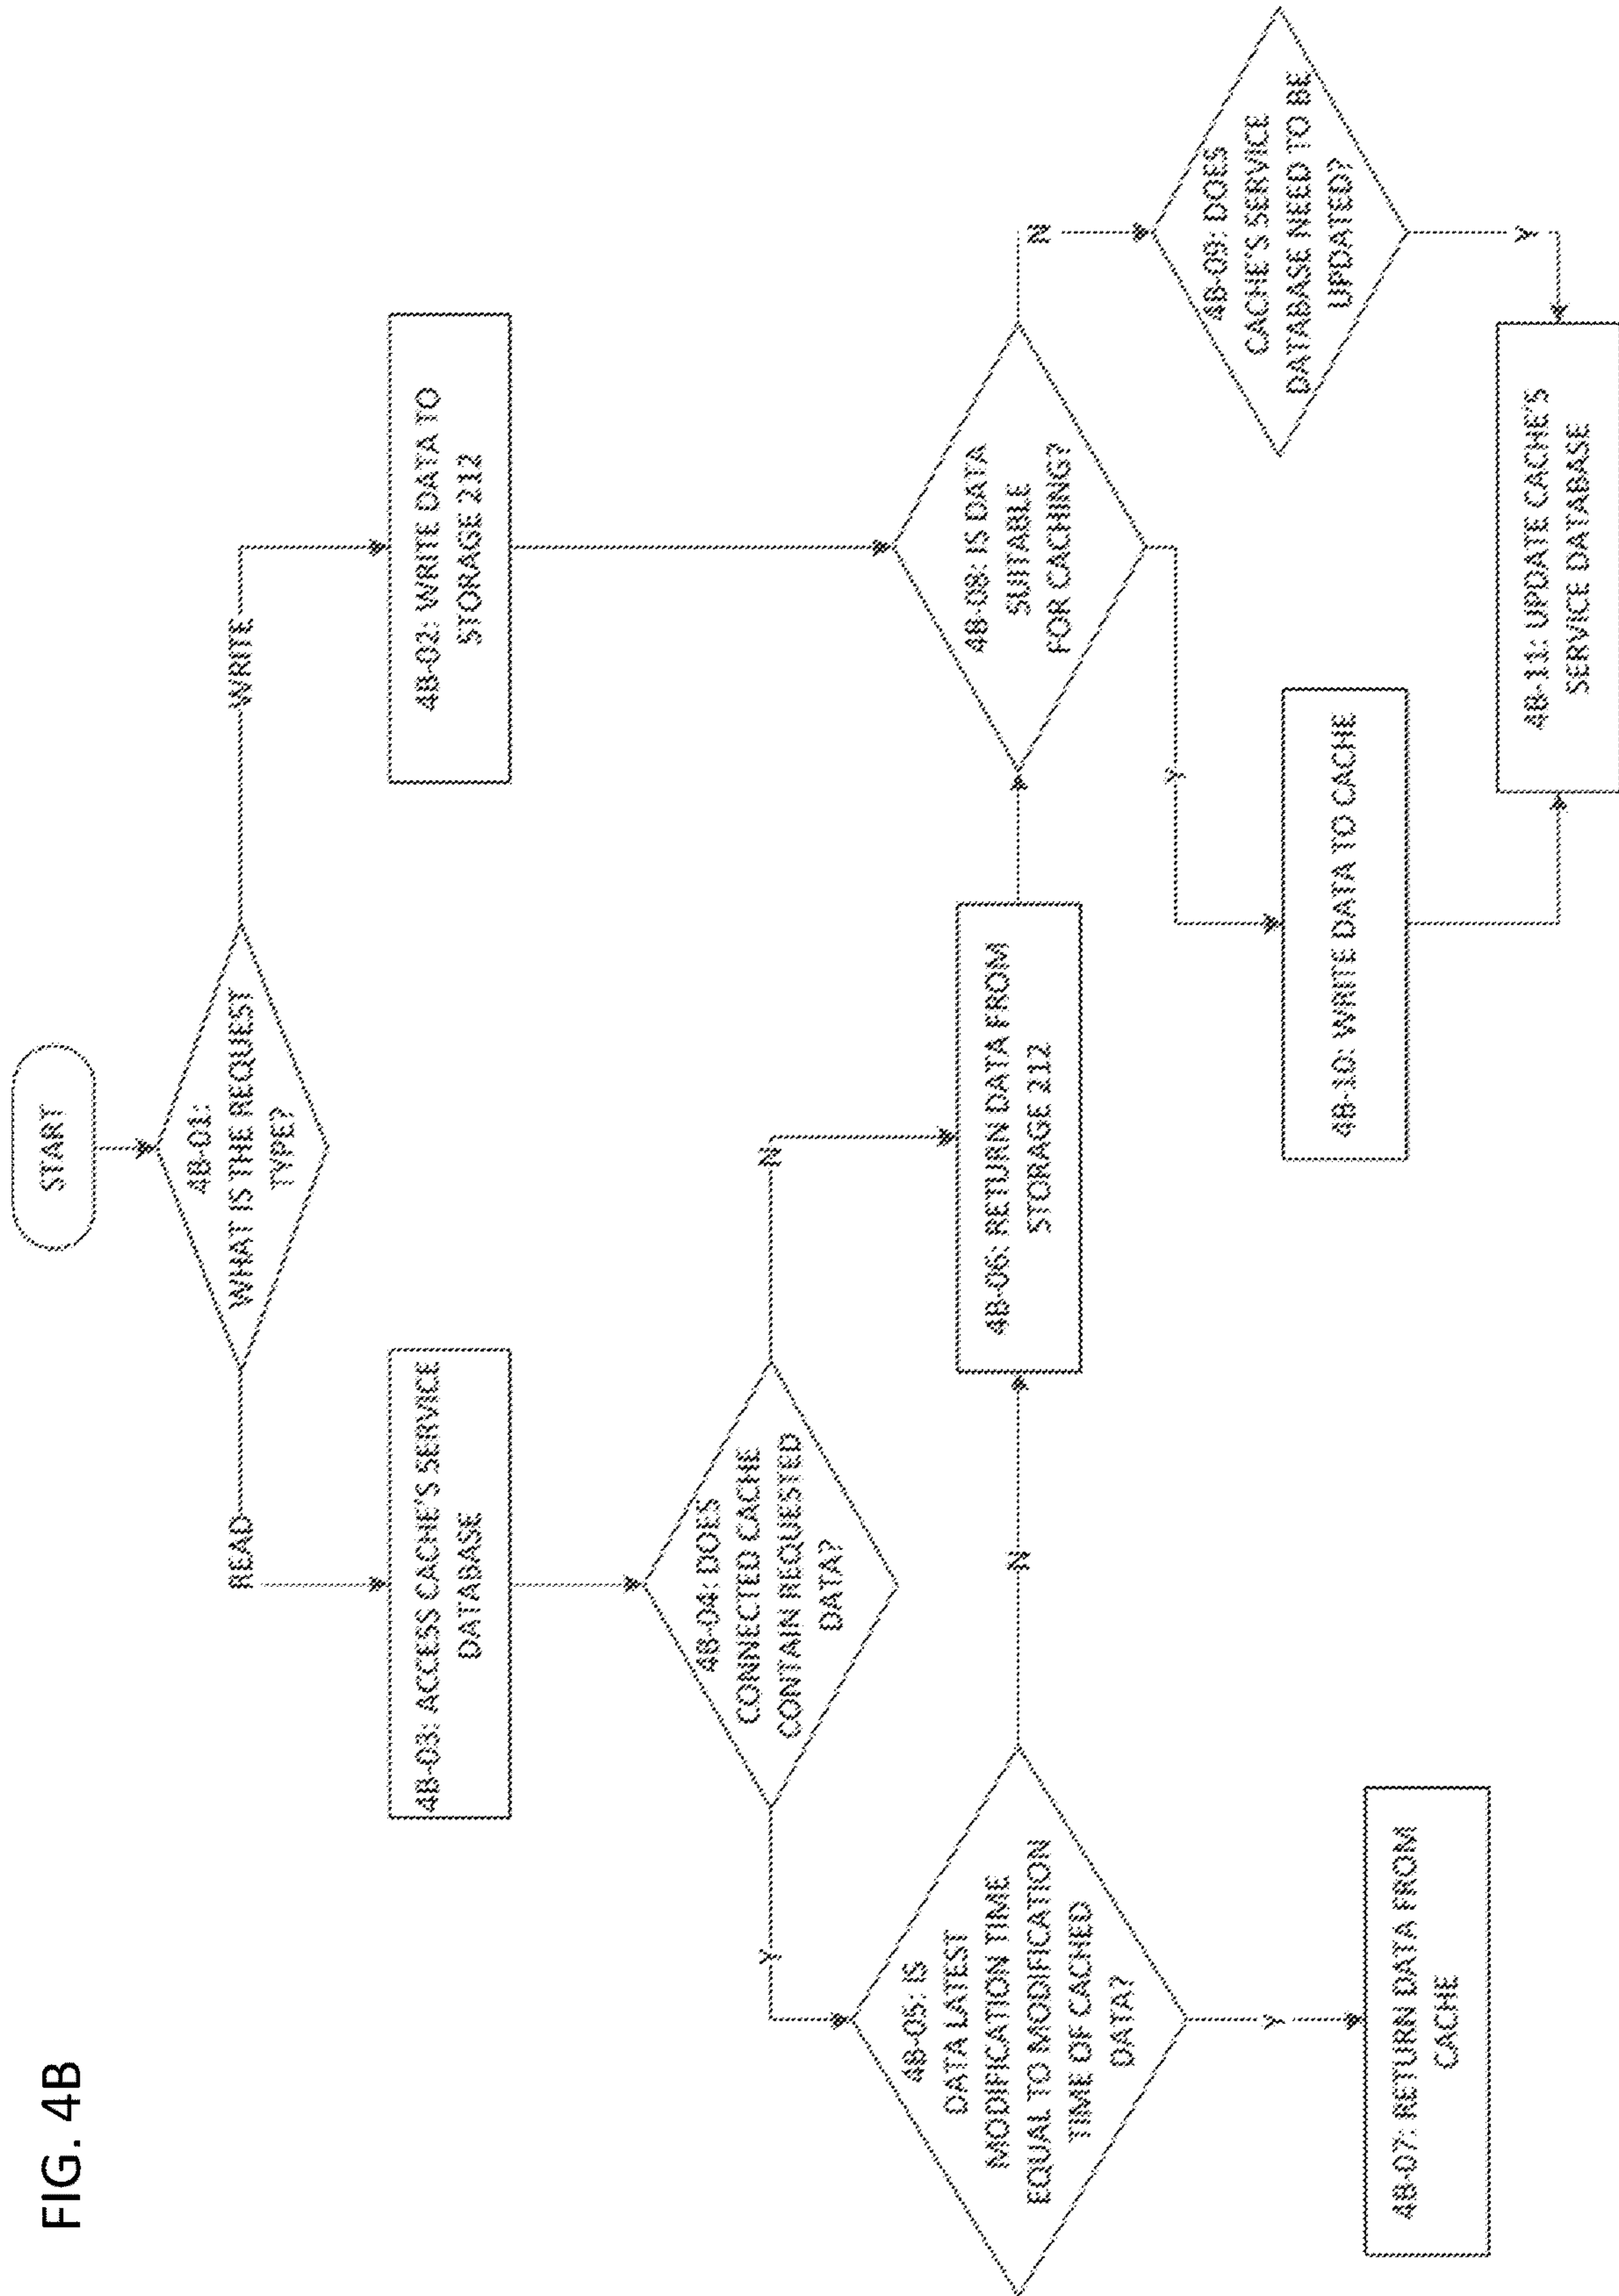 FIG. 4B
START
4B-01:
WHAT IS THE REQUEST
TYPE?
READ
WRITE
4B-03: ACCESS CACHE'S SERVICE
DATABASE
4B-02: WRITE DATA TO
STORAGE 212
4B-04: DOES
CONNECTED CACHE
CONTAIN REQUESTED
DATA?
Y
N
4B-05: IS
DATA LATEST
MODIFICATION TIME
EQUAL TO MODIFICATION
TIME OF CACHED
DATA?
N
4B-06: RETURN DATA FROM
STORAGE 212
4B-08: IS DATA
SUITABLE
FOR CACHING?
N
Y
4B-09: DOES
CACHE'S SERVICE
DATABASE NEED TO BE
UPDATED?
Y
Y
4B-07: RETURN DATA FROM
CACHE
4B-10: WRITE DATA TO CACHE
4B-11: UPDATE CACHE'S
SERVICE DATABASE